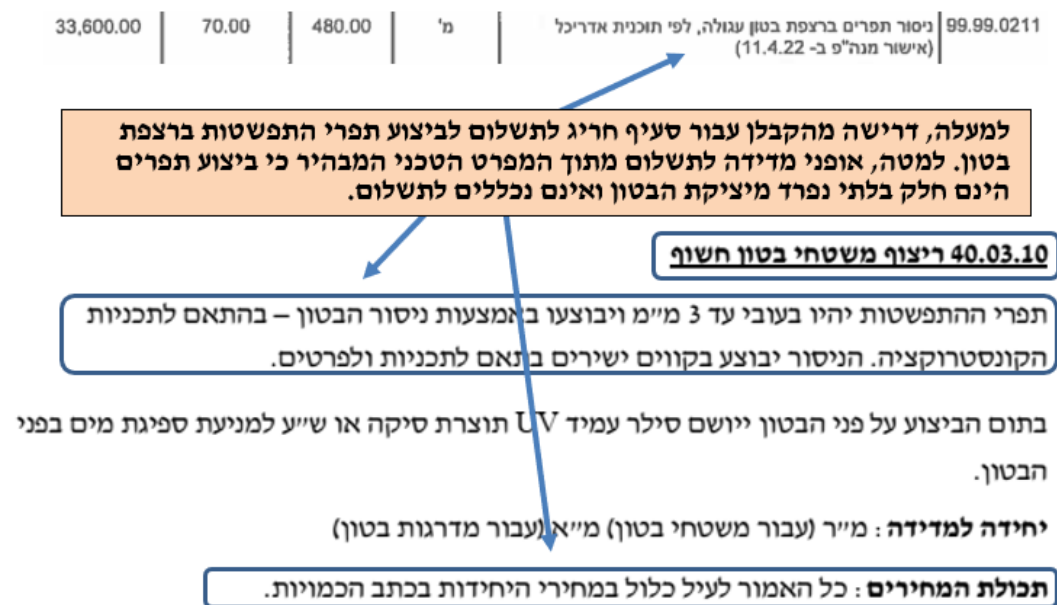 99.99.0211 ניסור תפרים ברצפת בטון עגולה, לפי תוכנית אדריכל מ' 480.00 70.00 33,600.00
(אישור מנה"פ ב- 11.4.22)
למעלה, דרישה מהקבלן עבור סעיף חריג לתשלום לביצוע תפרי התפשטות ברצפת
בטון. למטה, אופני מדידה לתשלום מתוך המפרט הטכני המבהיר כי ביצוע תפרים
הינם חלק בלתי נפרד מיציקת הבטון ואינם נכללים לתשלום.
40.03.10 ריצוף משטחי בטון חשוף
תפרי ההתפשטות יהיו בעובי עד 3 מ״מ ויבוצעו באמצעות ניסור הבטון – בהתאם לתכניות
הקונסטרוקציה. הניסור יבוצע בקווים ישירים בתאם לתכניות ולפרטים.
בתום הביצוע על פני הבטון ייושם סילר עמיד UV תוצרת סיקה או ש״ע למניעת ספיגת מים בפני
הבטון.
יחידה למדידה : מ״ר (עבור משטחי בטון) מ״א (עבור מדרגות בטון)
תכולת המחירים : כל האמור לעיל כלול במחירי היחידות בכתב הכמויות.